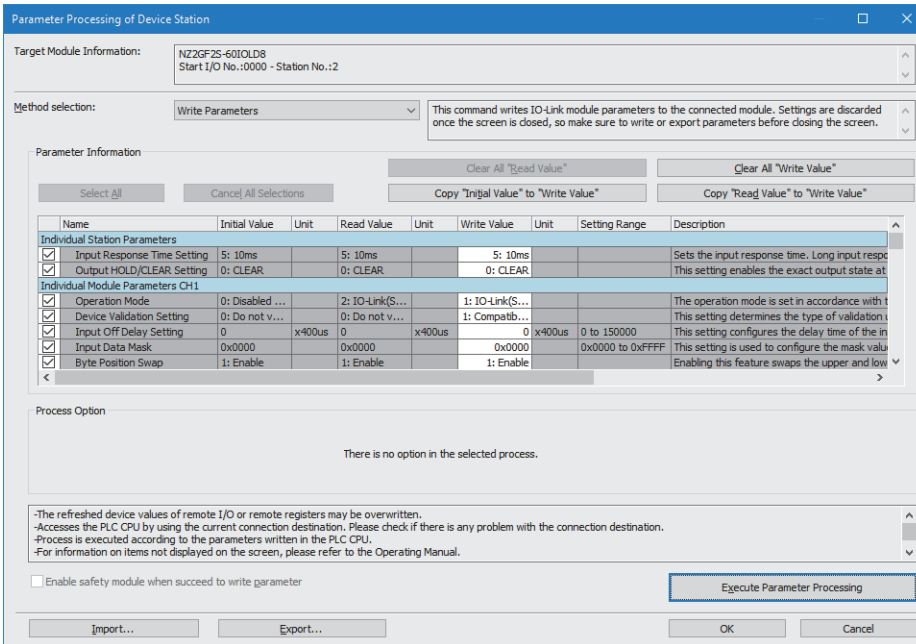 Parameter Processing of Device Station
Target Module Information:
NZ2GF2S-60IOLD8
Start I/O No.:0000 - Station No.:2
Method selection:
Write Parameters
This command writes IO-Link module parameters to the connected module. Settings are discarded
once the screen is closed, so make sure to write or export parameters before closing the screen.
Parameter Information
Clear All "Read Value"
Clear All "Write Value"
Select All
Cancel All Selections
Copy "Initial Value" to "Write Value"
Copy "Read Value" to "Write Value"
Name Initial Value Unit Read Value Unit Write Value Unit Setting Range Description
Individual Station Parameters
Input Response Time Setting 5: 10ms 5: 10ms 5: 10ms Sets the input response time. Long input respo
Output HOLD/CLEAR Setting 0: CLEAR 0: CLEAR 0: CLEAR This setting enables the exact output state at
Individual Module Parameters CH1
Operation Mode 0: Disabled ... 2: IO-Link(S... 1: IO-Link(S... The operation mode is set in accordance with t
Device Validation Setting 0: Do not v... 0: Do not v... 1: Compatib... This setting determines the type of validation
Input Off Delay Setting 0 x400us 0 x400us 0 x400us 0 to 150000 This setting configures the delay time of the in
Input Data Mask 0x0000 0x0000 0x0000 0x0000 to 0xFFFF This setting is used to configure the mask value
Byte Position Swap 1: Enable 1: Enable 1: Enable Enabling this feature swaps the upper and low
Process Option
There is no option in the selected process.
-The refreshed device values of remote I/O or remote registers may be overwritten.
-Accesses the PLC CPU by using the current connection destination. Please check if there is any problem with the connection destination.
-Process is executed according to the parameters written in the PLC CPU.
-For information on items not displayed on the screen, please refer to the Operating Manual.
Enable safety module when succeed to write parameter
Execute Parameter Processing
Import...
Export...
OK
Cancel